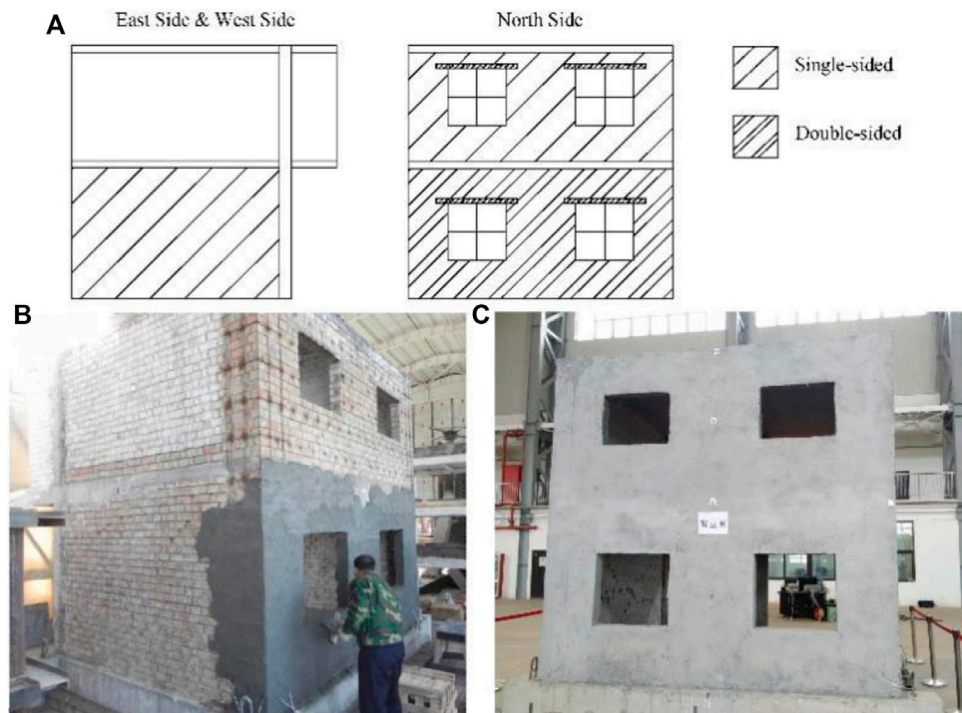 A
East Side & West Side
North Side
Single-sided
Double-sided
B
C